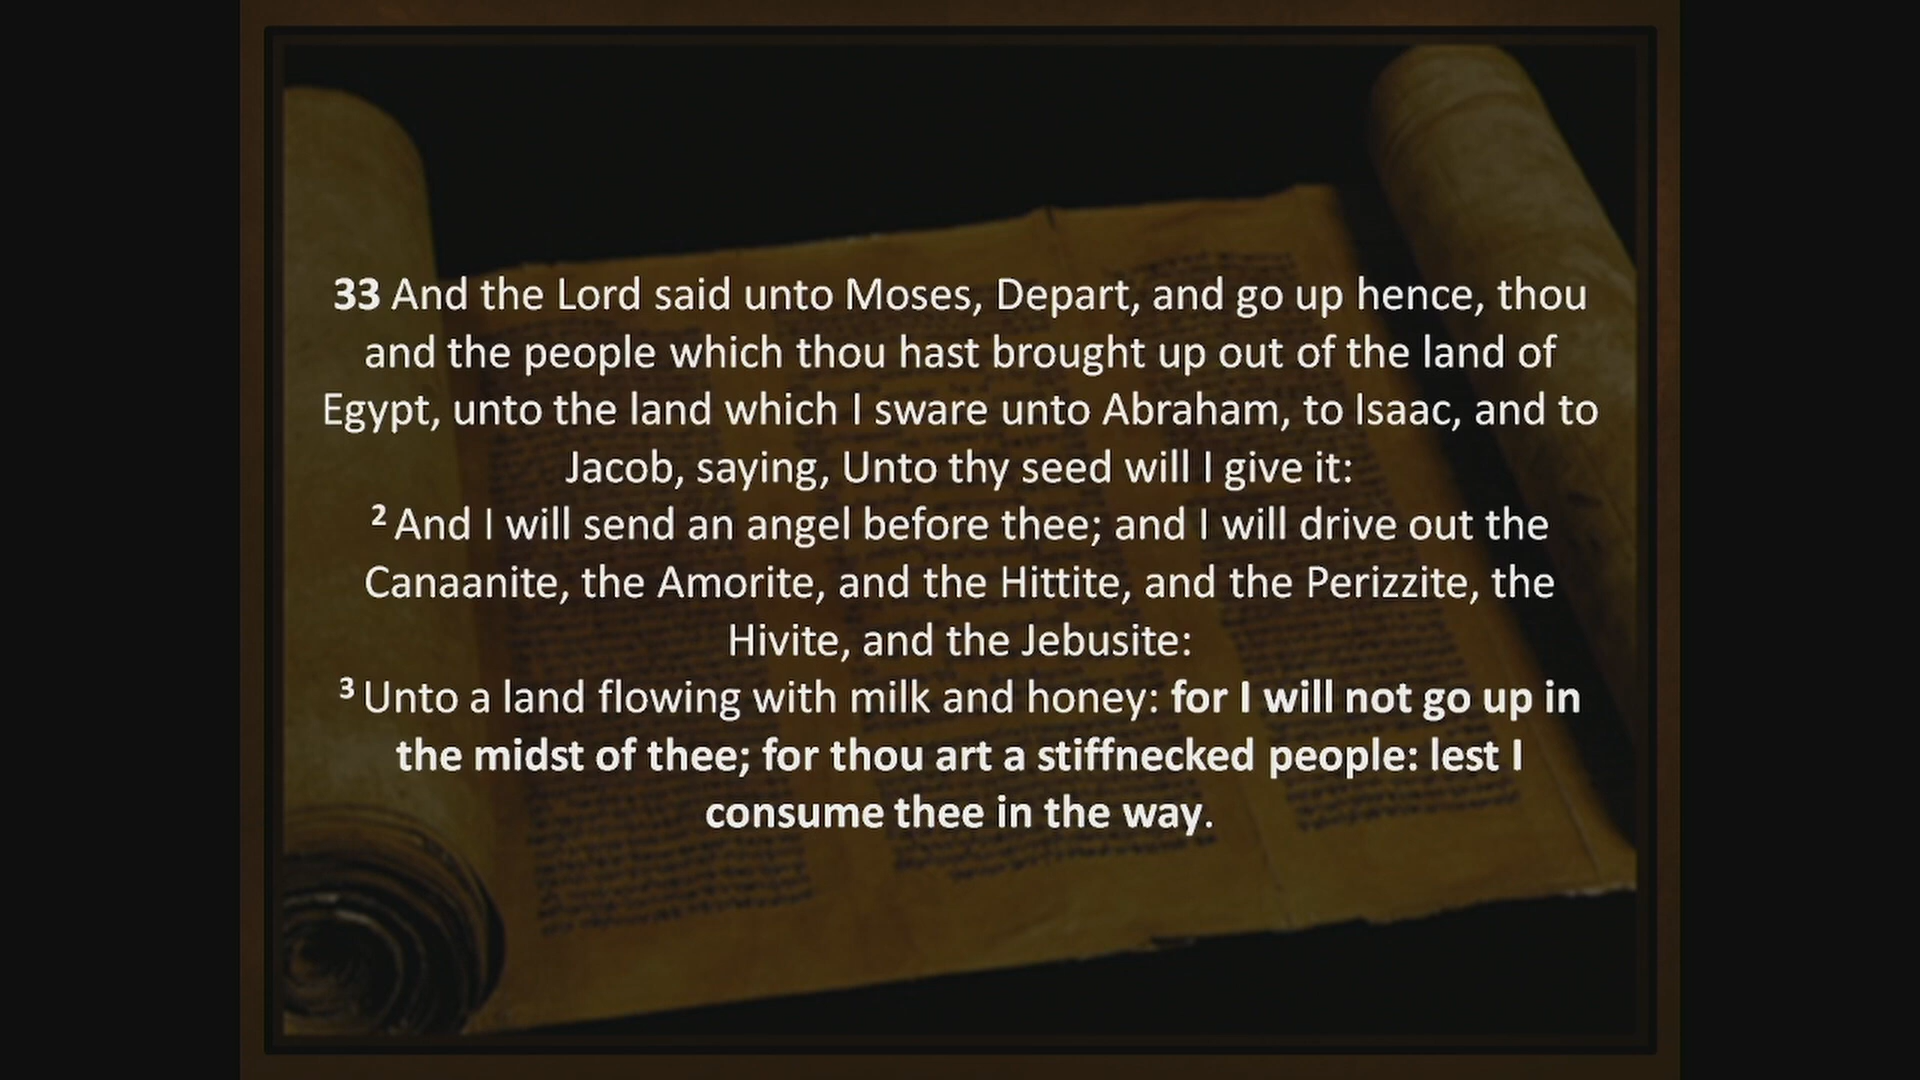 33 And the Lord said unto Moses, Depart, and go up hence, thou
and the people which thou hast brought up out of the land of
Egypt, unto the land which I sware unto Abraham, to Isaac, and to
Jacob, saying, Unto thy seed will I give it:
2 And I will send an angel before thee; and I will drive out the
Canaanite, the Amorite, and the Hittite, and the Perizzite, the
Hivite, and the Jebusite:
3 Unto a land flowing with milk and honey: for I will not go up in
the midst of thee; for thou art a stiffnecked people: lest I
consume thee in the way.